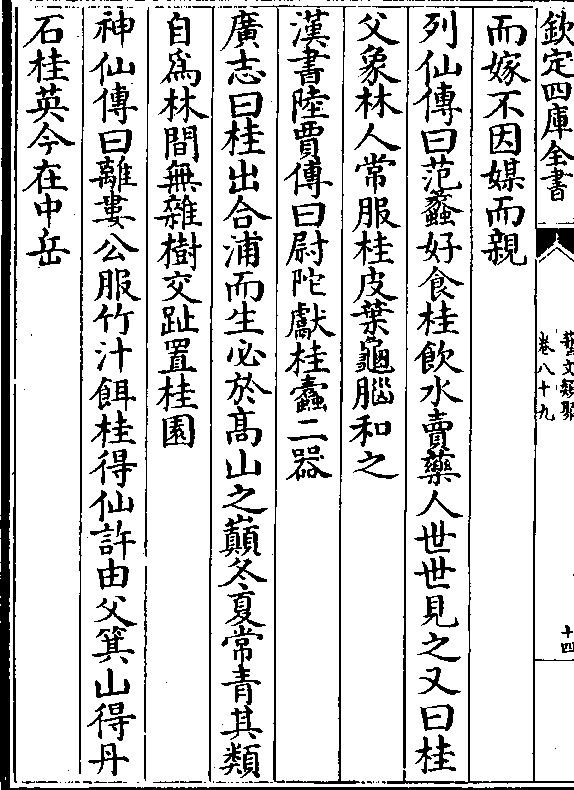 欽定四庫全書
藝文類聚
卷八十九
十四
而嫁不因媒而親
列仙傳曰范蠡好食桂飲水賣藥人世世見之又曰桂
父象林人常服桂皮葉以龜腦和之
漢書陸賈傳曰尉陀獻桂蠹二器
廣志曰桂出合浦而生必於髙山之巔冬夏常青其類
自為林間無雜樹交趾置桂園
神仙傳曰離婁公服竹汁餌桂得仙許由父箕山得丹
石桂英今在中岳